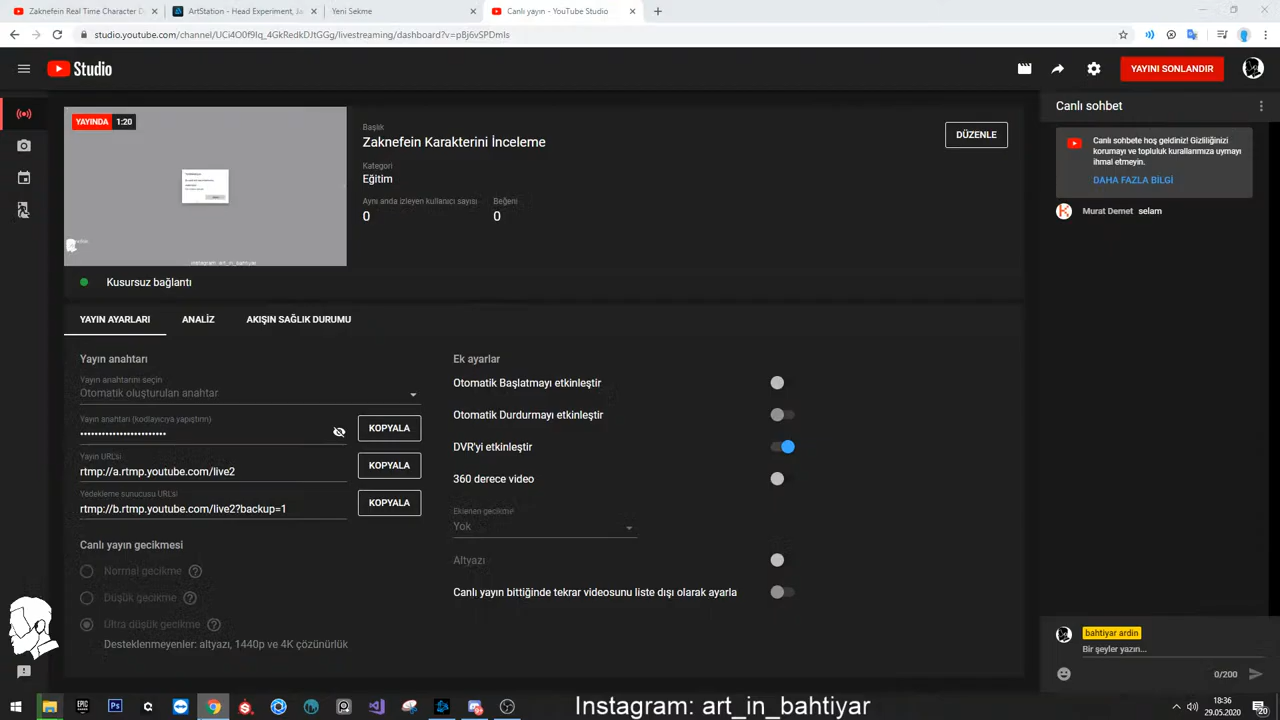 Zaknefein Real Time Character D
ArtStation - Head Experiment, Ja
Yeni Sekme
Canlı yayın - YouTube Studio
studio.youtube.com/channel/UCi4O0f9Iq_4GkRedkDJtGGg/livestreaming/dashboard?v=p8j6vSPDmIs
Studio
YAYINI SONLANDIR
YAYINDA 1:20
Başlık
Zaknefein Karakterini İnceleme
Kategori
Eğitim
Aynı anda izleyen kullanıcı sayısı
Beğeni
0
0
DÜZENLE
Instagram: art_in_bahtiyar
Kusursuz bağlantı
YAYIN AYARLARI
ANALİZ
AKIŞIN SAĞLIK DURUMU
Yayın anahtarı
Yayın anahtarını seçin
Otomatik oluşturulan anahtar
Yayın anahtarı (kodlayıcıya yapıştırın)
••••••••••••••••••••••••
KOPYALA
Yayın URL'si
rtmp://a.rtmp.youtube.com/live2
KOPYALA
Yedekleme sunucusu URL'si
rtmp://b.rtmp.youtube.com/live2?backup=1
KOPYALA
Canlı yayın gecikmesi
Normal gecikme
Düşük gecikme
Ultra düşük gecikme
Desteklenmeyenler: altyazı, 1440p ve 4K çözünürlük
Ek ayarlar
Otomatik Başlatmayı etkinleştir
Otomatik Durdurmayı etkinleştir
DVR'yi etkinleştir
360 derece video
Eklenen gecikme
Yok
Altyazı
Canlı yayın bittiğinde tekrar videosunu liste dışı olarak ayarla
Canlı sohbet
Canlı sohbete hoş geldiniz! Gizliliğinizi
korumayı ve topluluk kurallarımıza uymayı
ihmal etmeyin.
DAHA FAZLA BİLGİ
Murat Demet selam
bahtiyar ardin
Bir şeyler yazın...
0/200
Instagram: art_in_bahtiyar
18:36
29.05.2020
20